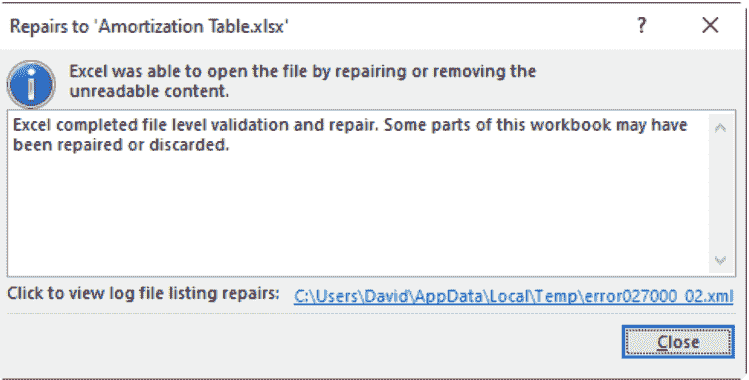 Repairs to 'Amortization Table.xlsx'
?
Excel was able to open the file by repairing or removing the
unreadable content.
Excel completed file level validation and repair. Some parts of this workbook may have
been repaired or discarded.
Click to view log file listing repairs: C:\Users\David\AppData\Local\Temp\error027000_02.xml
Close